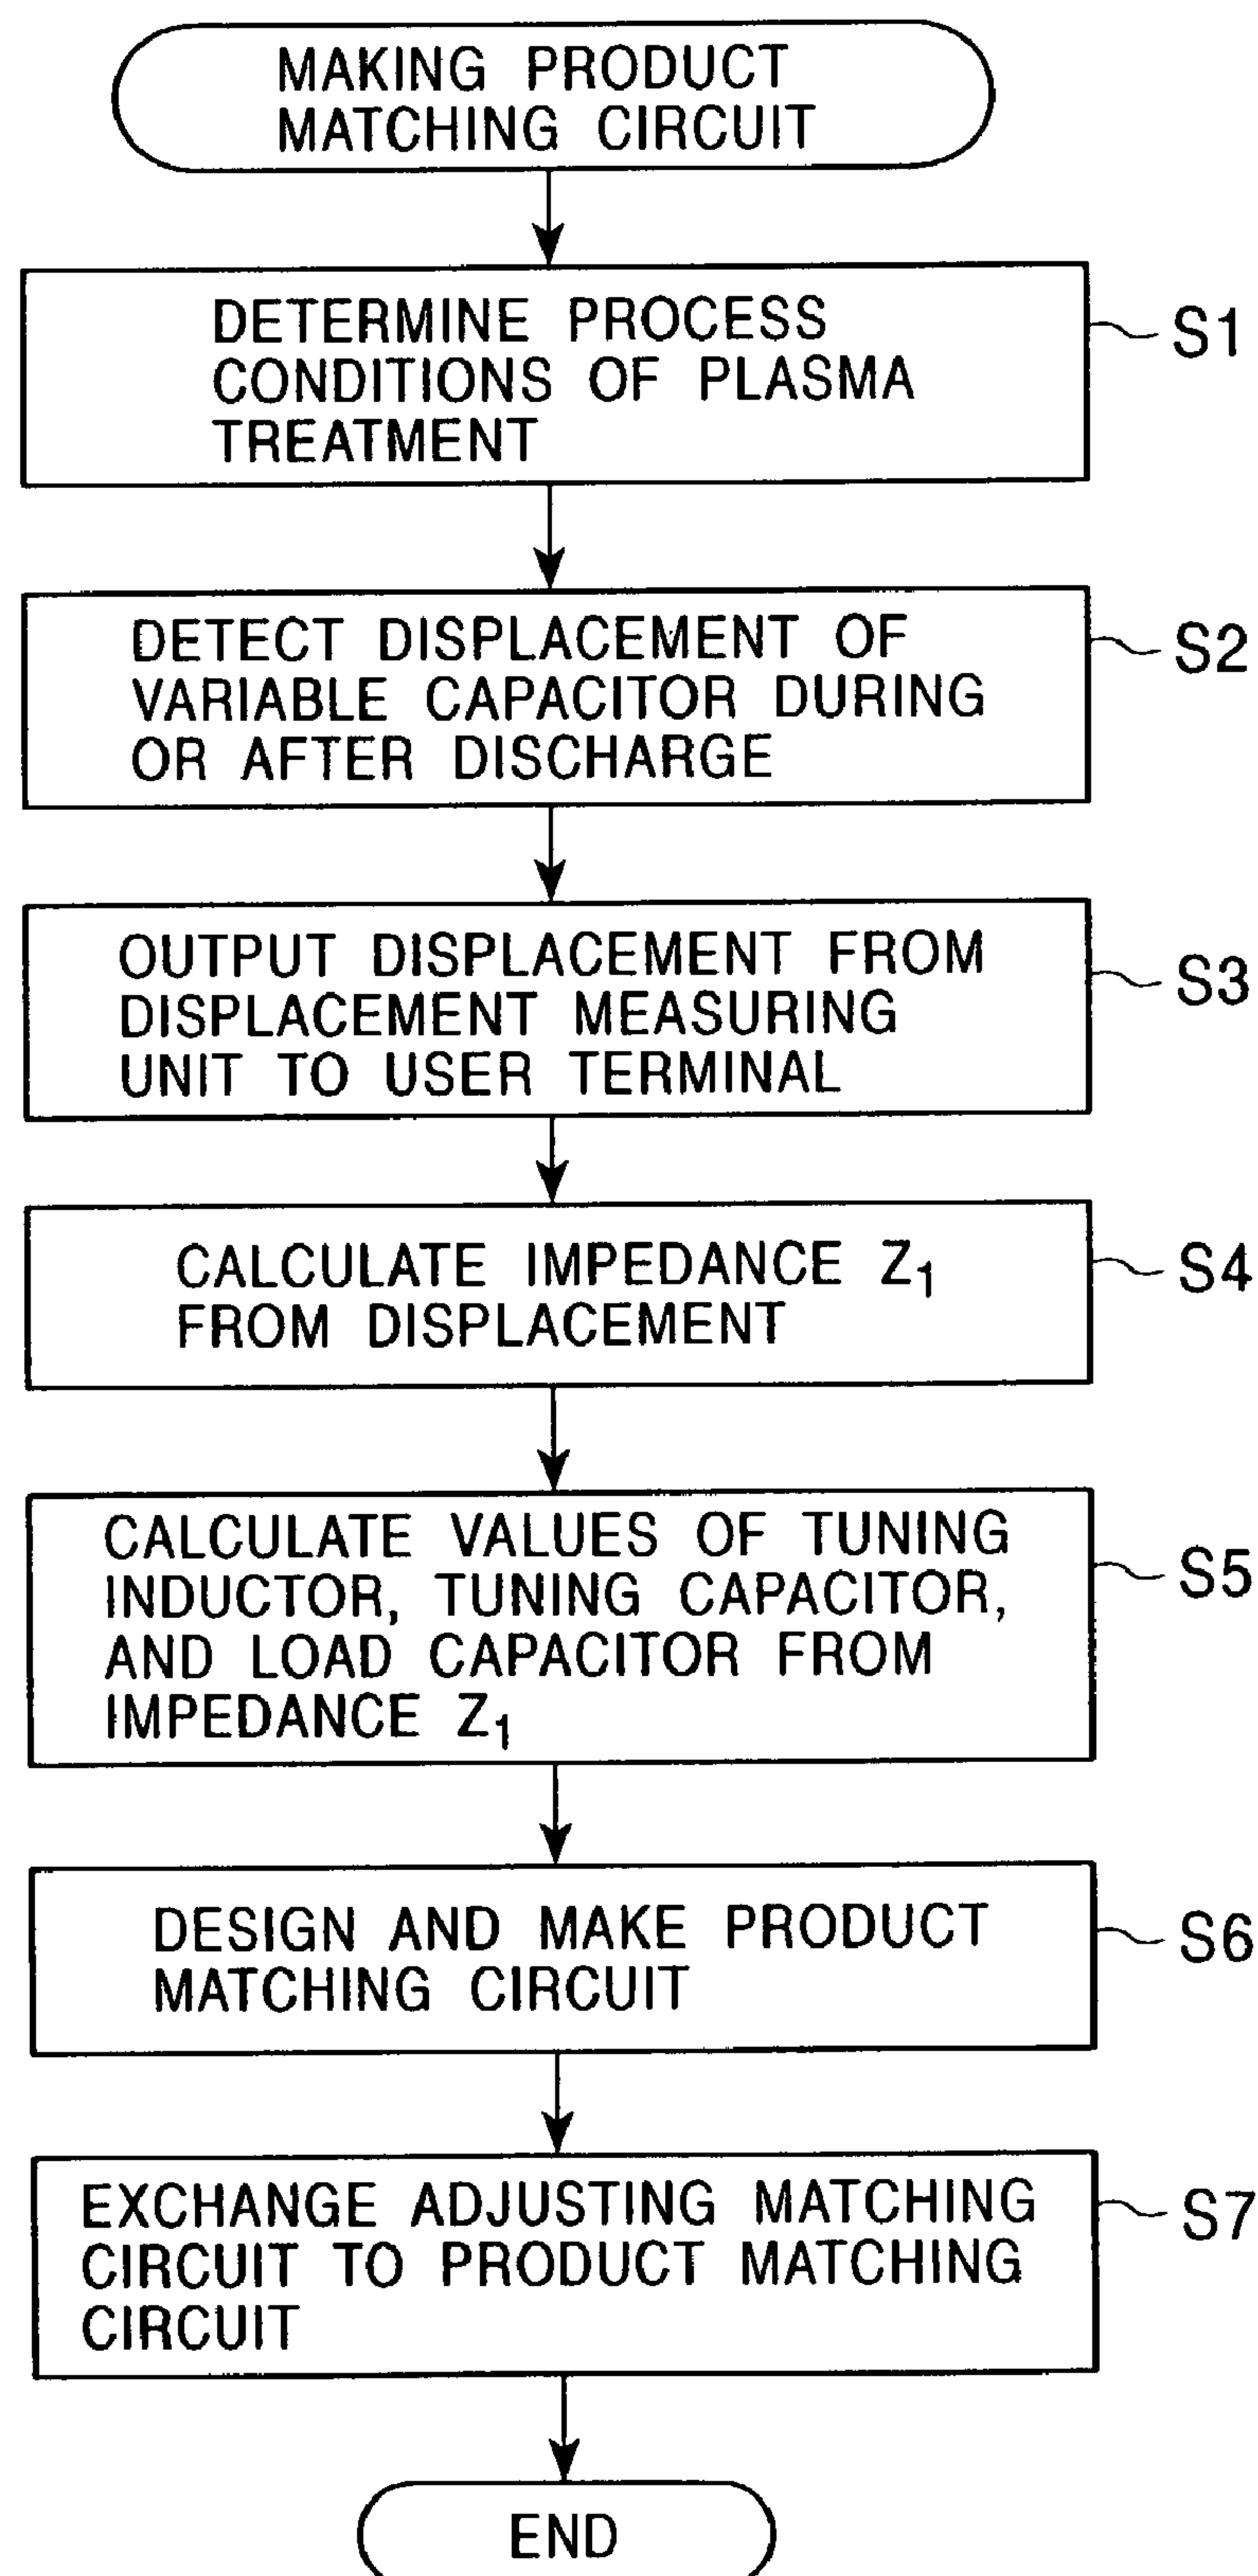 MAKING PRODUCT
MATCHING CIRCUIT
DETERMINE PROCESS
CONDITIONS OF PLASMA
TREATMENT
S1
DETECT DISPLACEMENT OF
VARIABLE CAPACITOR DURING
OR AFTER DISCHARGE
S2
OUTPUT DISPLACEMENT FROM
DISPLACEMENT MEASURING
UNIT TO USER TERMINAL
S3
CALCULATE IMPEDANCE Z1
FROM DISPLACEMENT
S4
CALCULATE VALUES OF TUNING
INDUCTOR, TUNING CAPACITOR,
AND LOAD CAPACITOR FROM
IMPEDANCE Z1
S5
DESIGN AND MAKE PRODUCT
MATCHING CIRCUIT
S6
EXCHANGE ADJUSTING MATCHING
CIRCUIT TO PRODUCT MATCHING
CIRCUIT
S7
END